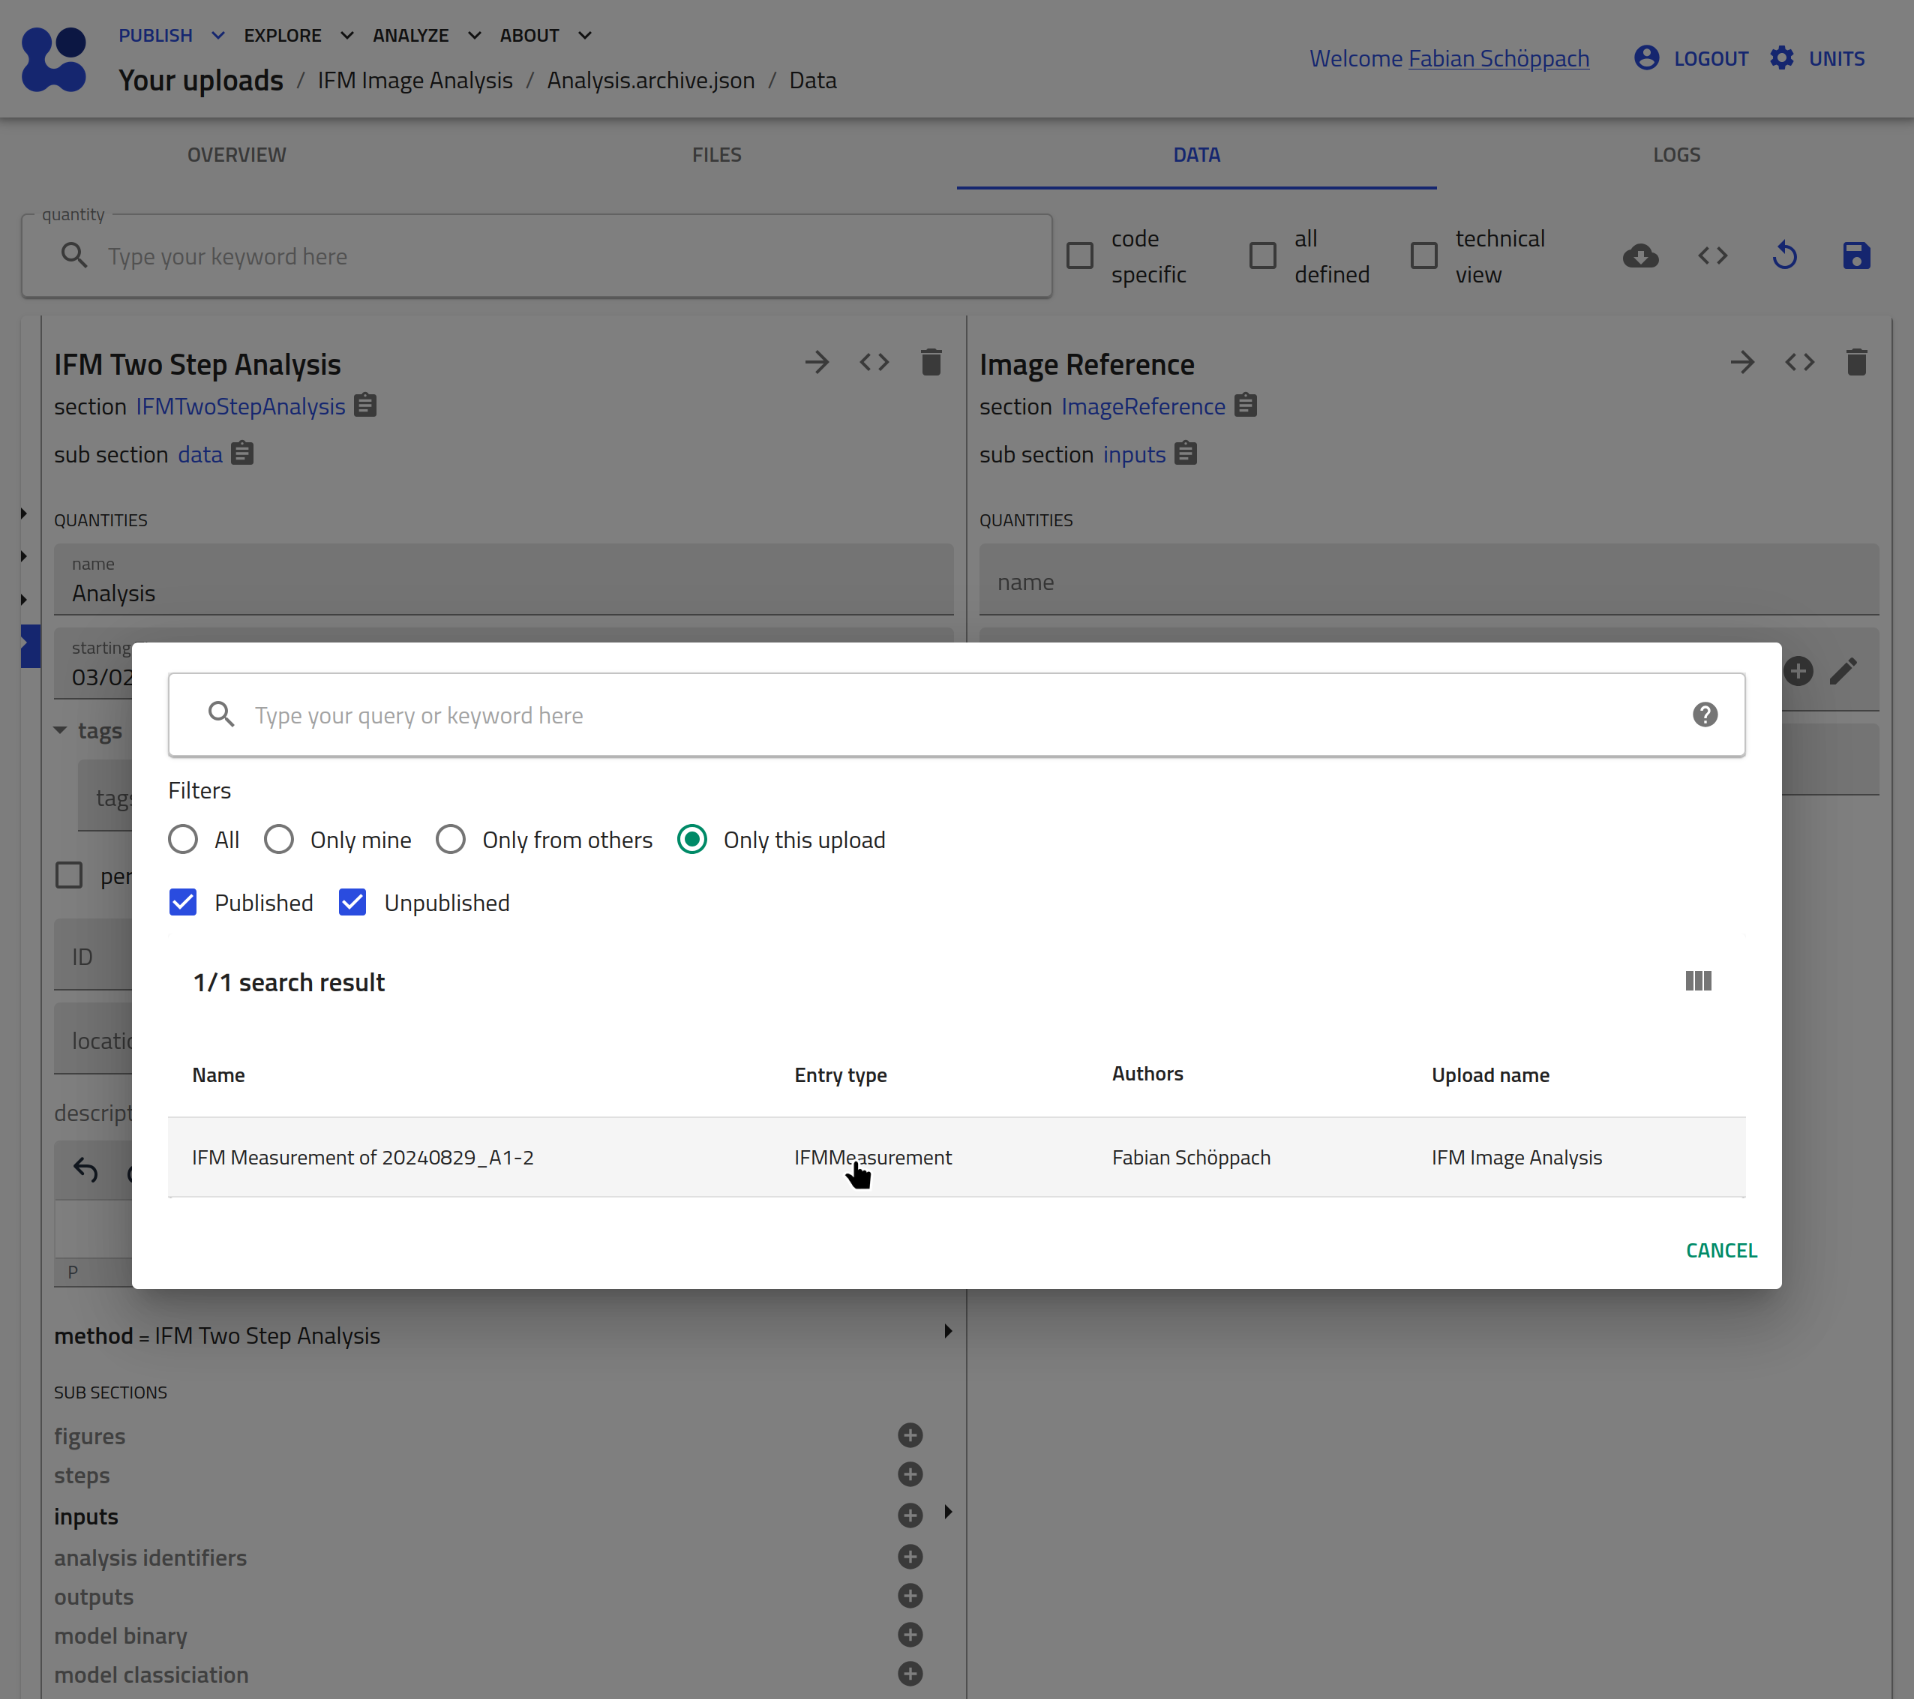 PUBLISH EXPLORE ANALYZE ABOUT
Your uploads / IFM Image Analysis / Analysis.archive.json / Data
Welcome Fabian Schöppach LOGOUT UNITS
OVERVIEW FILES DATA LOGS
quantity
Type your keyword here
code specific
all defined
technical view
IFM Two Step Analysis
section IFMTwoStepAnalysis
sub section data
QUANTITIES
name
Analysis
starting
03/02
tags
tags
per
ID
locatio
descript
P
method = IFM Two Step Analysis
SUB SECTIONS
figures
steps
inputs
analysis identifiers
outputs
model binary
model classiciation
Image Reference
section ImageReference
sub section inputs
QUANTITIES
name
Type your query or keyword here
Filters
All Only mine Only from others Only this upload
Published Unpublished
1/1 search result
Name Entry type Authors Upload name
IFM Measurement of 20240829_A1-2 IFMMeasurement Fabian Schöppach IFM Image Analysis
CANCEL